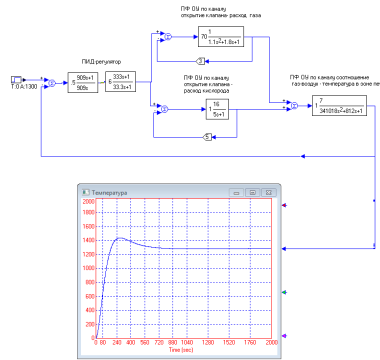 ПФ ОУ по каналу
открытие клапана- расход газа
1
70
1.1s²+1.8s+1
3
ПИД-регулятор
909s+1
.5
909s
333s+1
6
33.3s+1
ПФ ОУ по каналу
открытие клапана -
расход кислорода
16
1
5s+1
5
ПФ ОУ по каналу соотношение
газ-воздух - температура в зоне пе
7
1
341018s²+812s+1
T:0 A:1300
Температура
2000
1800
1600
1400
1200
1000
800
600
400
200
0
0 80 240 400 560 720 880 1040 1200 1360 1520 1760 2000
Time (sec)